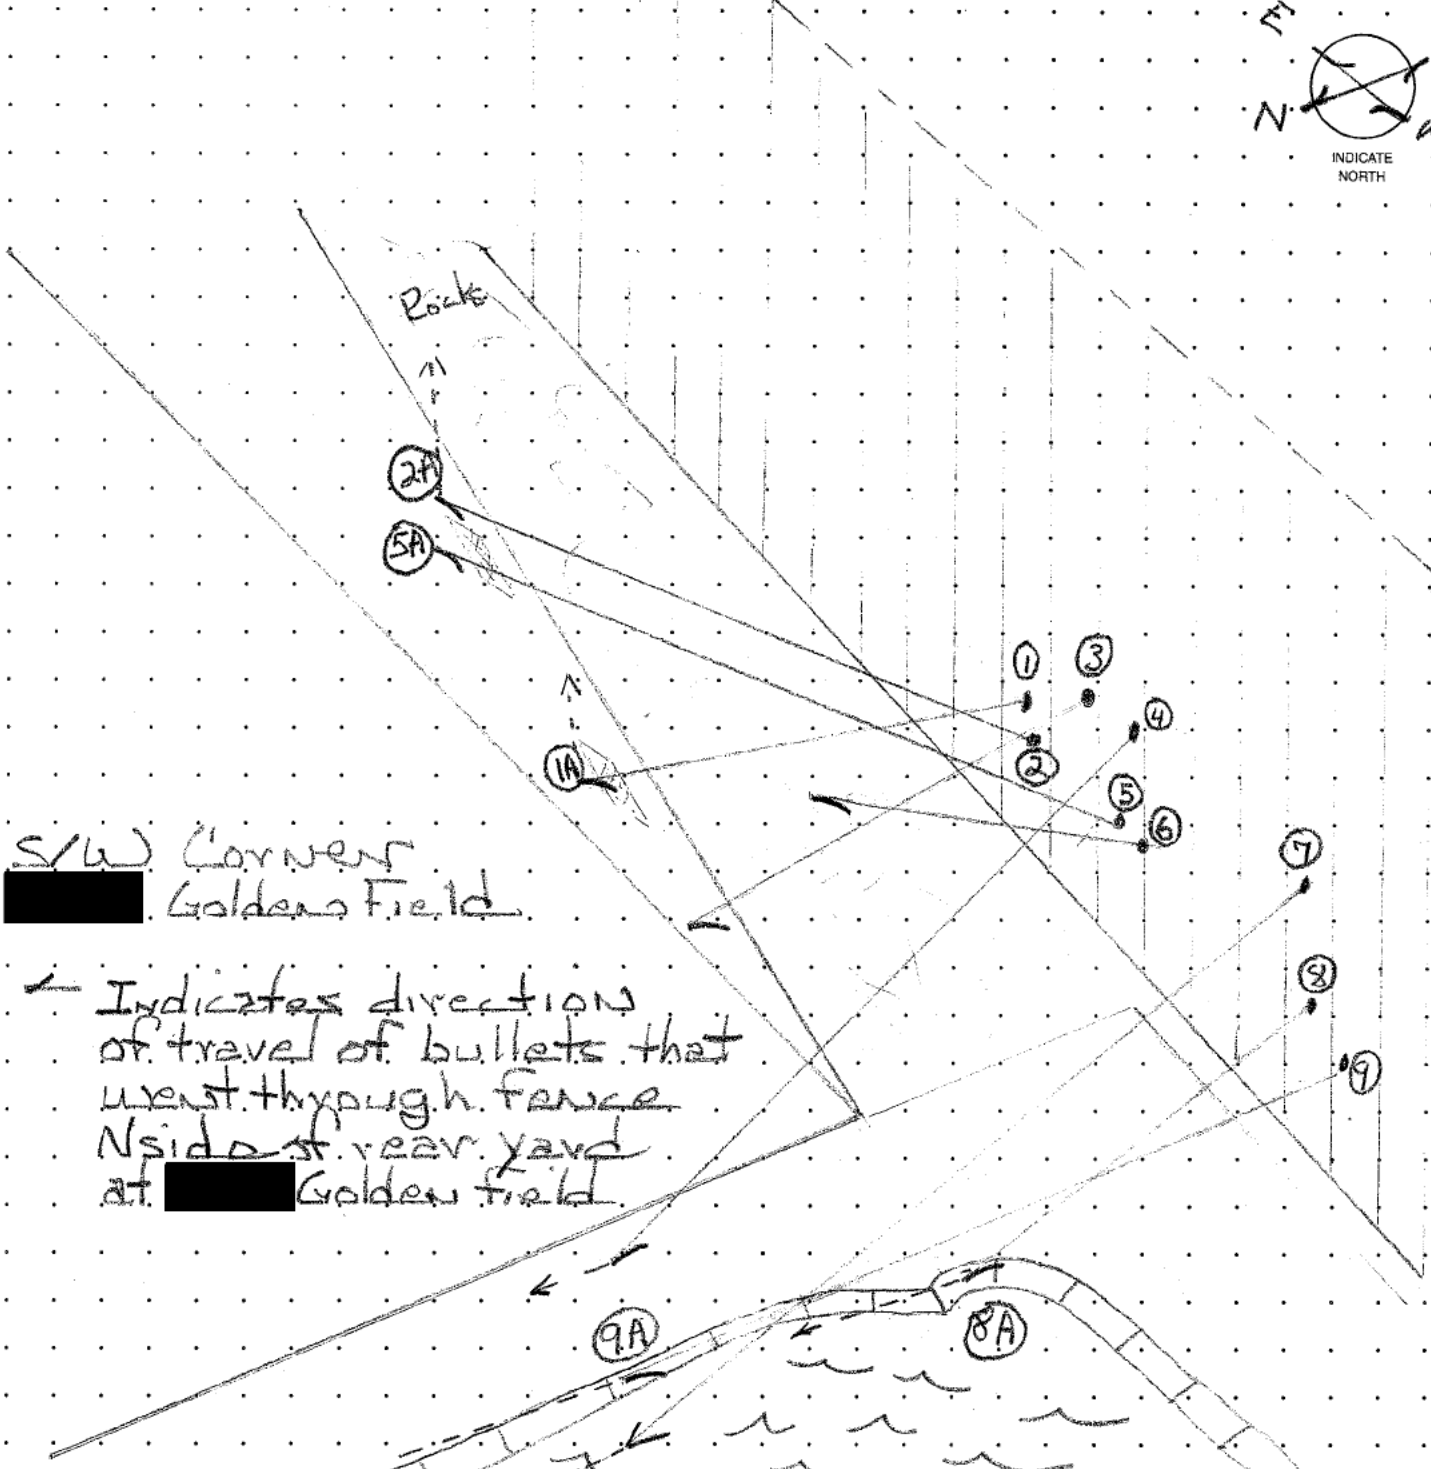 E
N
INDICATE
NORTH
Rocks
2A
5A
1
3
4
2
1A
5
6
7
S/W Corner
Golden Field
8
Indicates direction
of travel of bullets that
went through fence
9
Nside of rear yard
at Golden field
9A
8A